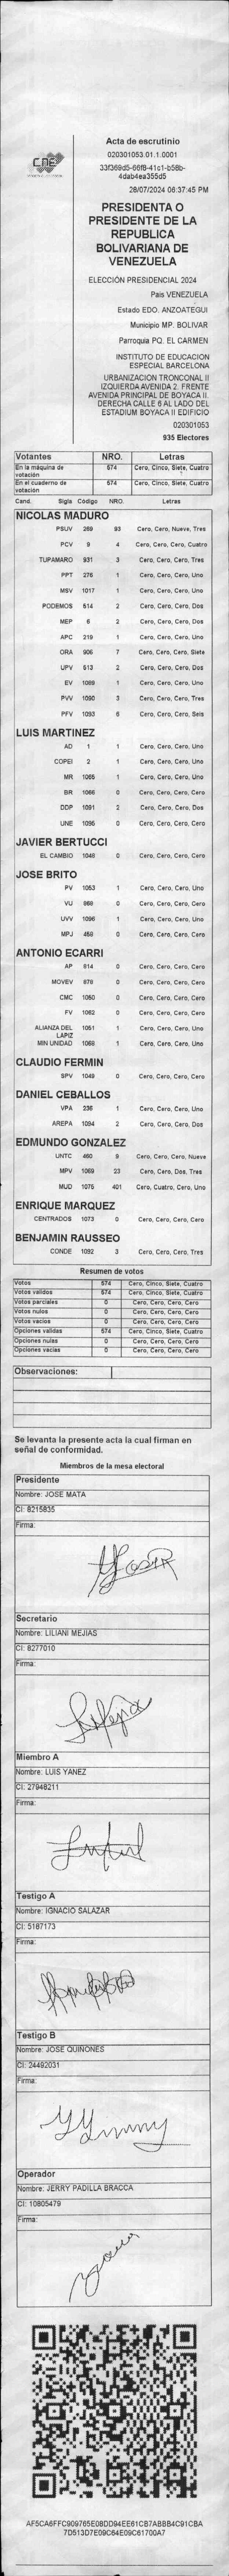 CNE
Acta de escrutinio
020301053.01.1.0001
33f369d5-66f8-41c1-b58b-
4dab4ea355d5
28/07/2024 06:37:45 PM
PRESIDENTA O
PRESIDENTE DE LA
REPUBLICA
BOLIVARIANA DE
VENEZUELA
ELECCIÓN PRESIDENCIAL 2024
Pais VENEZUELA
Estado EDO. ANZOATEGUI
Municipio MP. BOLIVAR
Parroquia PQ. EL CARMEN
INSTITUTO DE EDUCACION
ESPECIAL BARCELONA
URBANIZACION TRONCONAL II
IZQUIERDA AVENIDA 2. FRENTE
AVENIDA PRINCIPAL DE BOYACA II.
DERECHA CALLE 6 AL LADO DEL
ESTADIUM BOYACA II EDIFICIO
020301053
935 Electores
Votantes NRO. Letras
En la máquina de votación 574 Cero, Cinco, Siete, Cuatro
En el cuaderno de votación 574 Cero, Cinco, Siete, Cuatro
Cand. Sigla Código NRO. Letras
NICOLAS MADURO
PSUV 269 93 Cero, Cero, Nueve, Tres
PCV 9 4 Cero, Cero, Cero, Cuatro
TUPAMARO 931 3 Cero, Cero, Cero, Tres
PPT 276 1 Cero, Cero, Cero, Uno
MSV 1017 1 Cero, Cero, Cero, Uno
PODEMOS 514 2 Cero, Cero, Cero, Dos
MEP 6 2 Cero, Cero, Cero, Dos
APC 219 1 Cero, Cero, Cero, Uno
ORA 906 7 Cero, Cero, Cero, Siete
UPV 513 2 Cero, Cero, Cero, Dos
EV 1089 1 Cero, Cero, Cero, Uno
PVV 1090 3 Cero, Cero, Cero, Tres
PFV 1093 6 Cero, Cero, Cero, Seis
LUIS MARTINEZ
AD 1 1 Cero, Cero, Cero, Uno
COPEI 2 1 Cero, Cero, Cero, Uno
MR 1065 1 Cero, Cero, Cero, Uno
BR 1066 0 Cero, Cero, Cero, Cero
DDP 1091 2 Cero, Cero, Cero, Dos
UNE 1095 0 Cero, Cero, Cero, Cero
JAVIER BERTUCCI
EL CAMBIO 1048 0 Cero, Cero, Cero, Cero
JOSE BRITO
PV 1053 1 Cero, Cero, Cero, Uno
VU 868 0 Cero, Cero, Cero, Cero
UVV 1096 1 Cero, Cero, Cero, Uno
MPJ 459 0 Cero, Cero, Cero, Cero
ANTONIO ECARRI
AP 814 0 Cero, Cero, Cero, Cero
MOVEV 878 0 Cero, Cero, Cero, Cero
CMC 1050 0 Cero, Cero, Cero, Cero
FV 1062 0 Cero, Cero, Cero, Cero
ALIANZA DEL LAPIZ 1051 1 Cero, Cero, Cero, Uno
MIN UNIDAD 1068 1 Cero, Cero, Cero, Uno
CLAUDIO FERMIN
SPV 1049 0 Cero, Cero, Cero, Cero
DANIEL CEBALLOS
VPA 236 1 Cero, Cero, Cero, Uno
AREPA 1094 2 Cero, Cero, Cero, Dos
EDMUNDO GONZALEZ
UNTC 460 9 Cero, Cero, Cero, Nueve
MPV 1069 23 Cero, Cero, Dos, Tres
MUD 1075 401 Cero, Cuatro, Cero, Uno
ENRIQUE MARQUEZ
CENTRADOS 1073 0 Cero, Cero, Cero, Cero
BENJAMIN RAUSSEO
CONDE 1092 3 Cero, Cero, Cero, Tres
Resumen de votos
Votos 574 Cero, Cinco, Siete, Cuatro
Votos válidos 574 Cero, Cinco, Siete, Cuatro
Votos parciales 0 Cero, Cero, Cero, Cero
Votos nulos 0 Cero, Cero, Cero, Cero
Votos vacíos 0 Cero, Cero, Cero, Cero
Opciones validas 574 Cero, Cinco, Siete, Cuatro
Opciones nulas 0 Cero, Cero, Cero, Cero
Opciones vacías 0 Cero, Cero, Cero, Cero
Observaciones:
Se levanta la presente acta la cual firman en
señal de conformidad.
Miembros de la mesa electoral
Presidente
Nombre: JOSE MATA
CI: 8215835
Firma:
Secretario
Nombre: LILIANI MEJIAS
CI: 8277010
Firma:
Miembro A
Nombre: LUIS YANEZ
CI: 27948211
Firma:
Testigo A
Nombre: IGNACIO SALAZAR
CI: 5187173
Firma:
Testigo B
Nombre: JOSE QUINONES
CI: 24492031
Firma:
Operador
Nombre: JERRY PADILLA BRACCA
CI: 10805479
Firma:
AF5CA6FFC909765E08DD94EE61CB7ABBB4C91CBA
7D513D7E09C64E09C61700A7